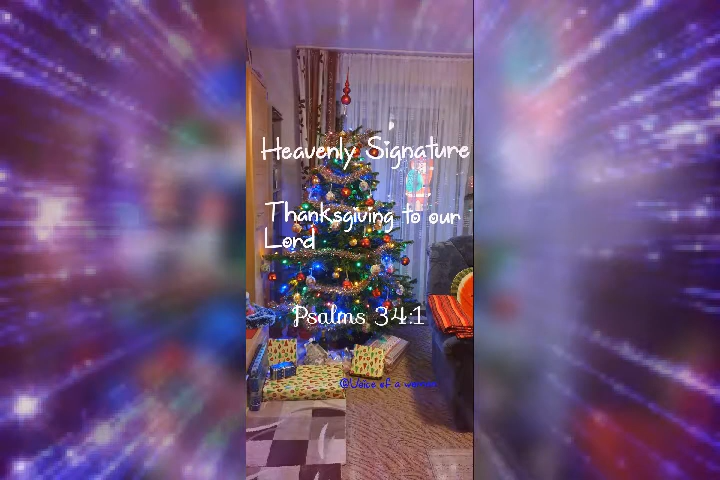 Heavenly Signature
Thanksgiving to our
Lord
Psalms 34:1
@Voice of a woman